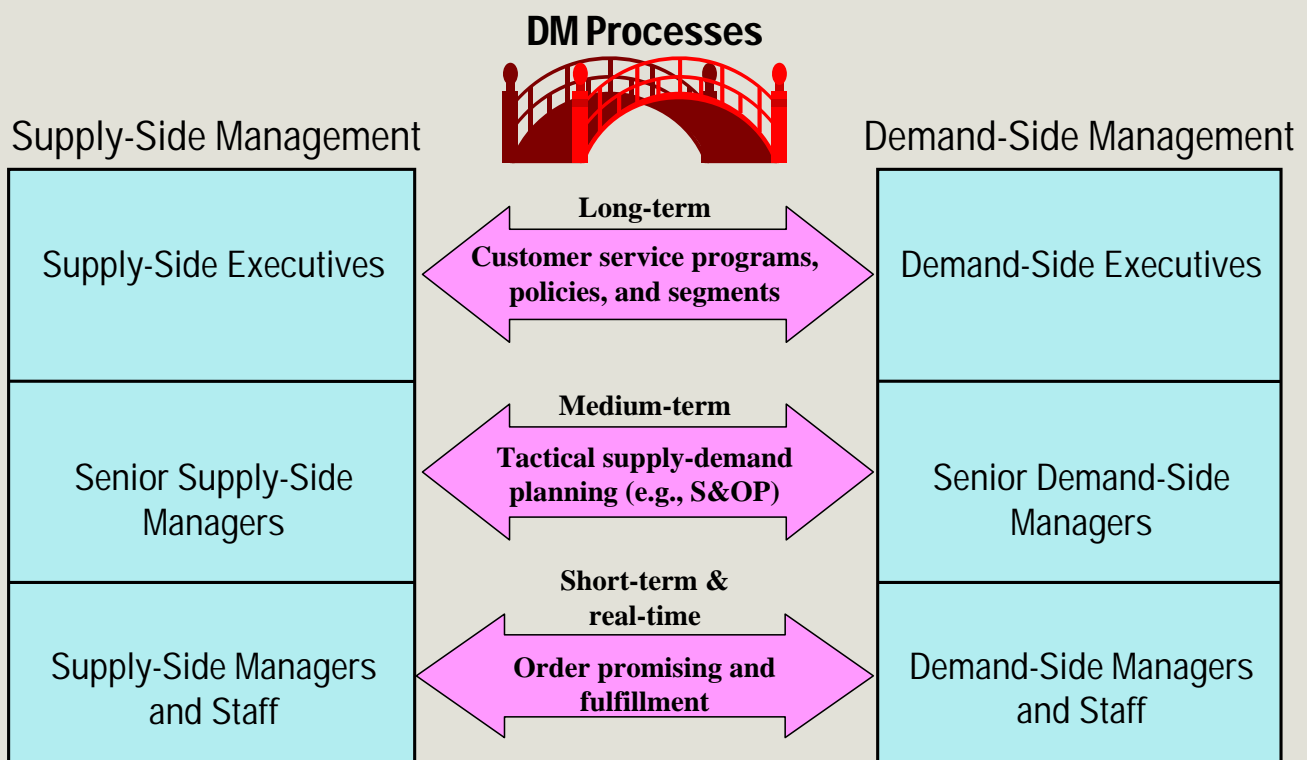 DM Processes
Supply-Side Management
Demand-Side Management
Long-term
Supply-Side Executives
Customer service programs,
policies, and segments
Demand-Side Executives
Medium-term
Senior Supply-Side
Managers
Tactical supply-demand
planning (e.g., S&OP)
Senior Demand-Side
Managers
Short-term &
real-time
Supply-Side Managers
and Staff
Order promising and
fulfillment
Demand-Side Managers
and Staff